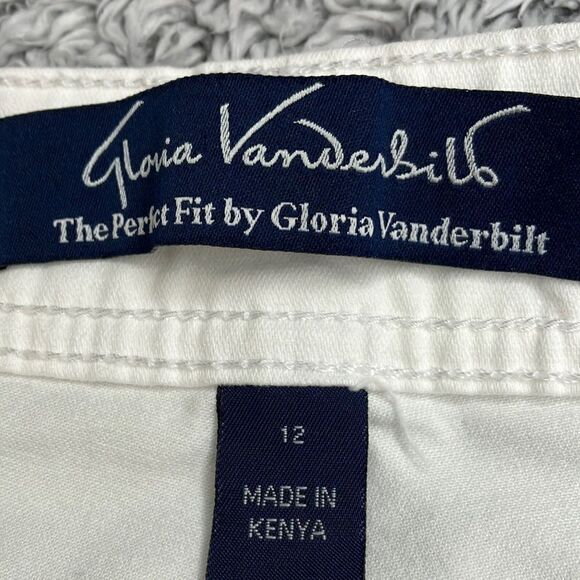 Gloria Vanderbilt
The Perfect Fit by Gloria Vanderbilt
12
MADE IN
KENYA